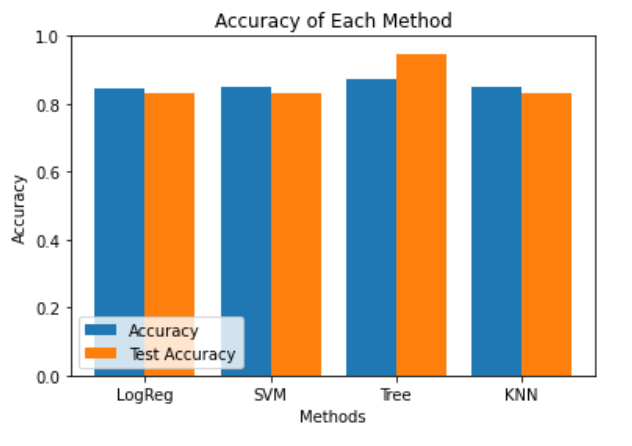 Accuracy of Each Method
1.0
0.8
0.6
0.4
0.2
0.0
Accuracy
Accuracy
Test Accuracy
LogReg SVM Tree KNN
Methods